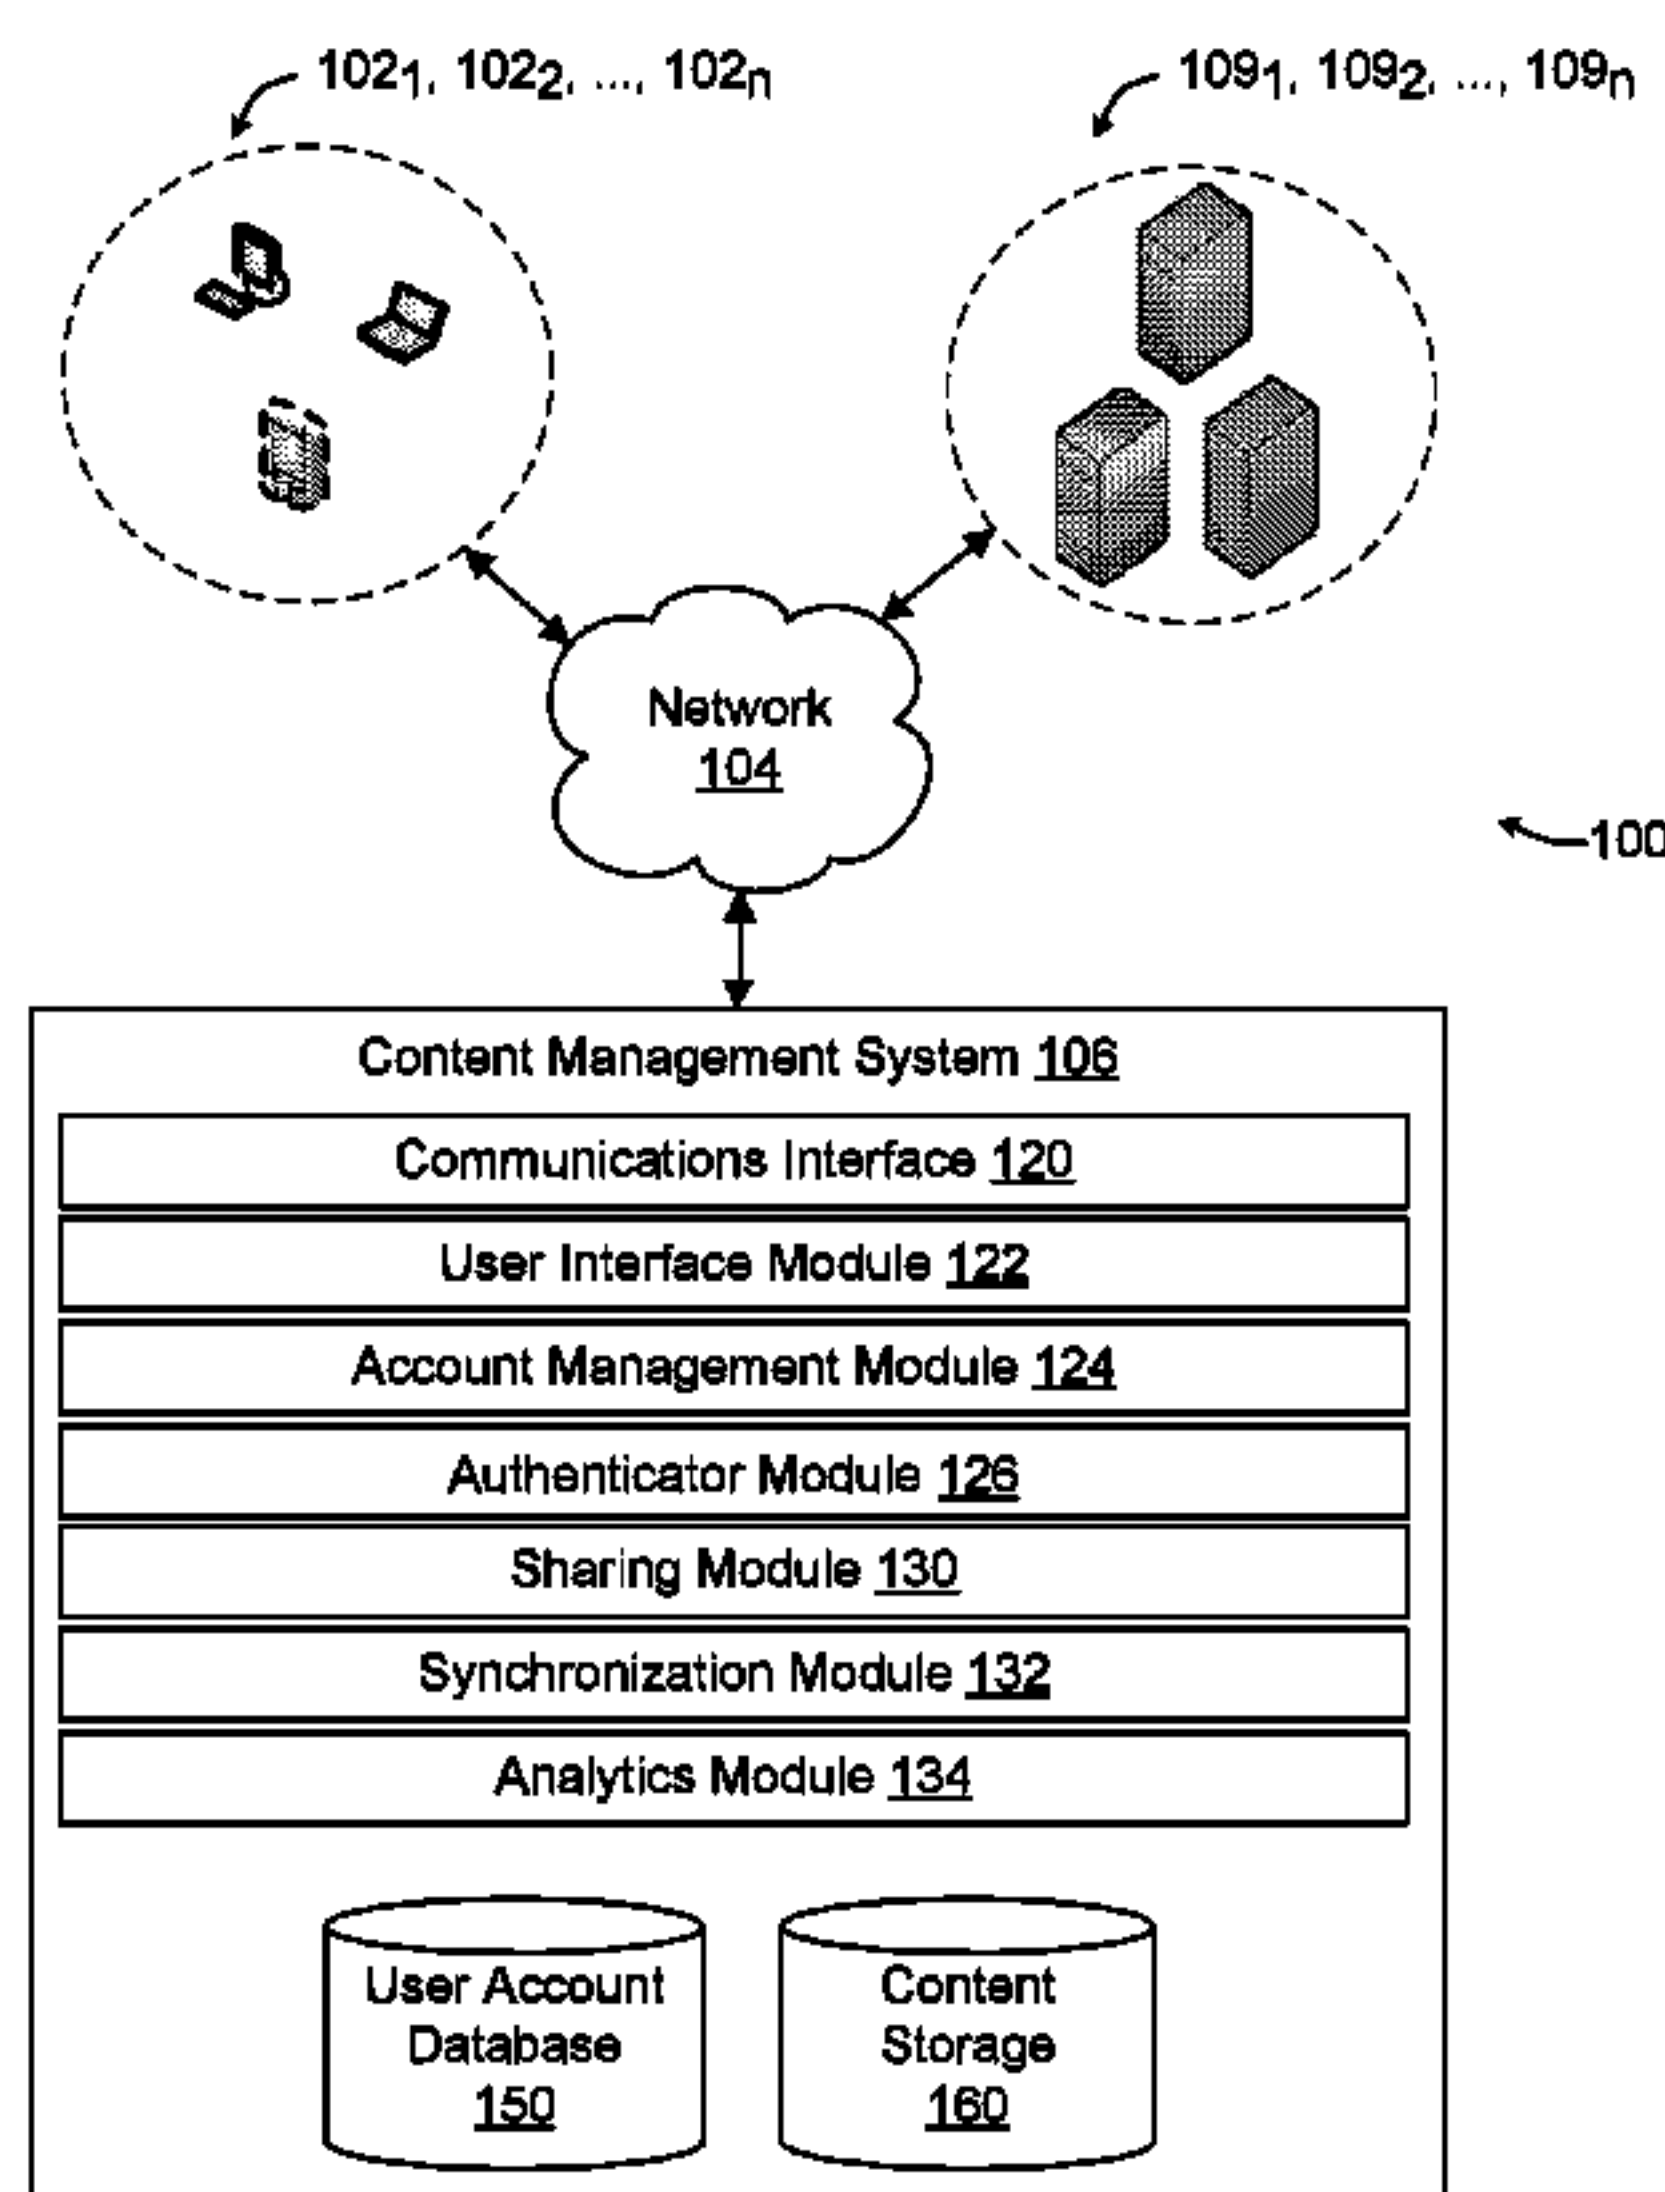 102₁, 102₂, ..., 102ₙ
109₁, 109₂, ..., 109ₙ
Network
104
100
Content Management System 106
Communications Interface 120
User Interface Module 122
Account Management Module 124
Authenticator Module 126
Sharing Module 130
Synchronization Module 132
Analytics Module 134
User Account
Database
150
Content
Storage
160